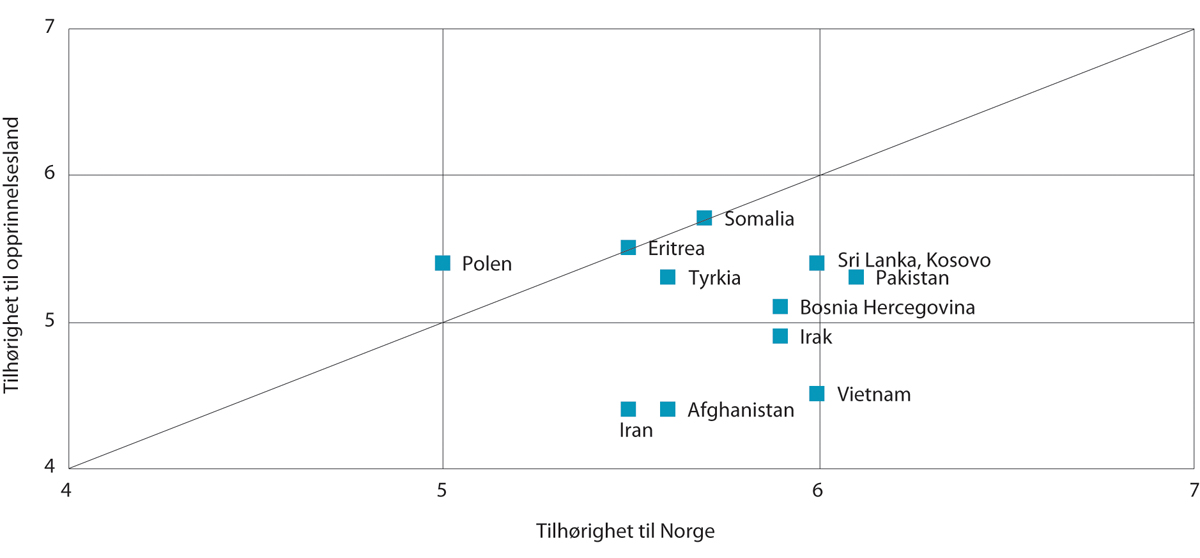 Tilhørighet til opprinnelsesland
7
6
5
4
Somalia
Eritrea
Polen
Tyrkia
Sri Lanka, Kosovo
Pakistan
Bosnia Hercegovina
Irak
Vietnam
Afghanistan
Iran
4
5
6
7
Tilhørighet til Norge